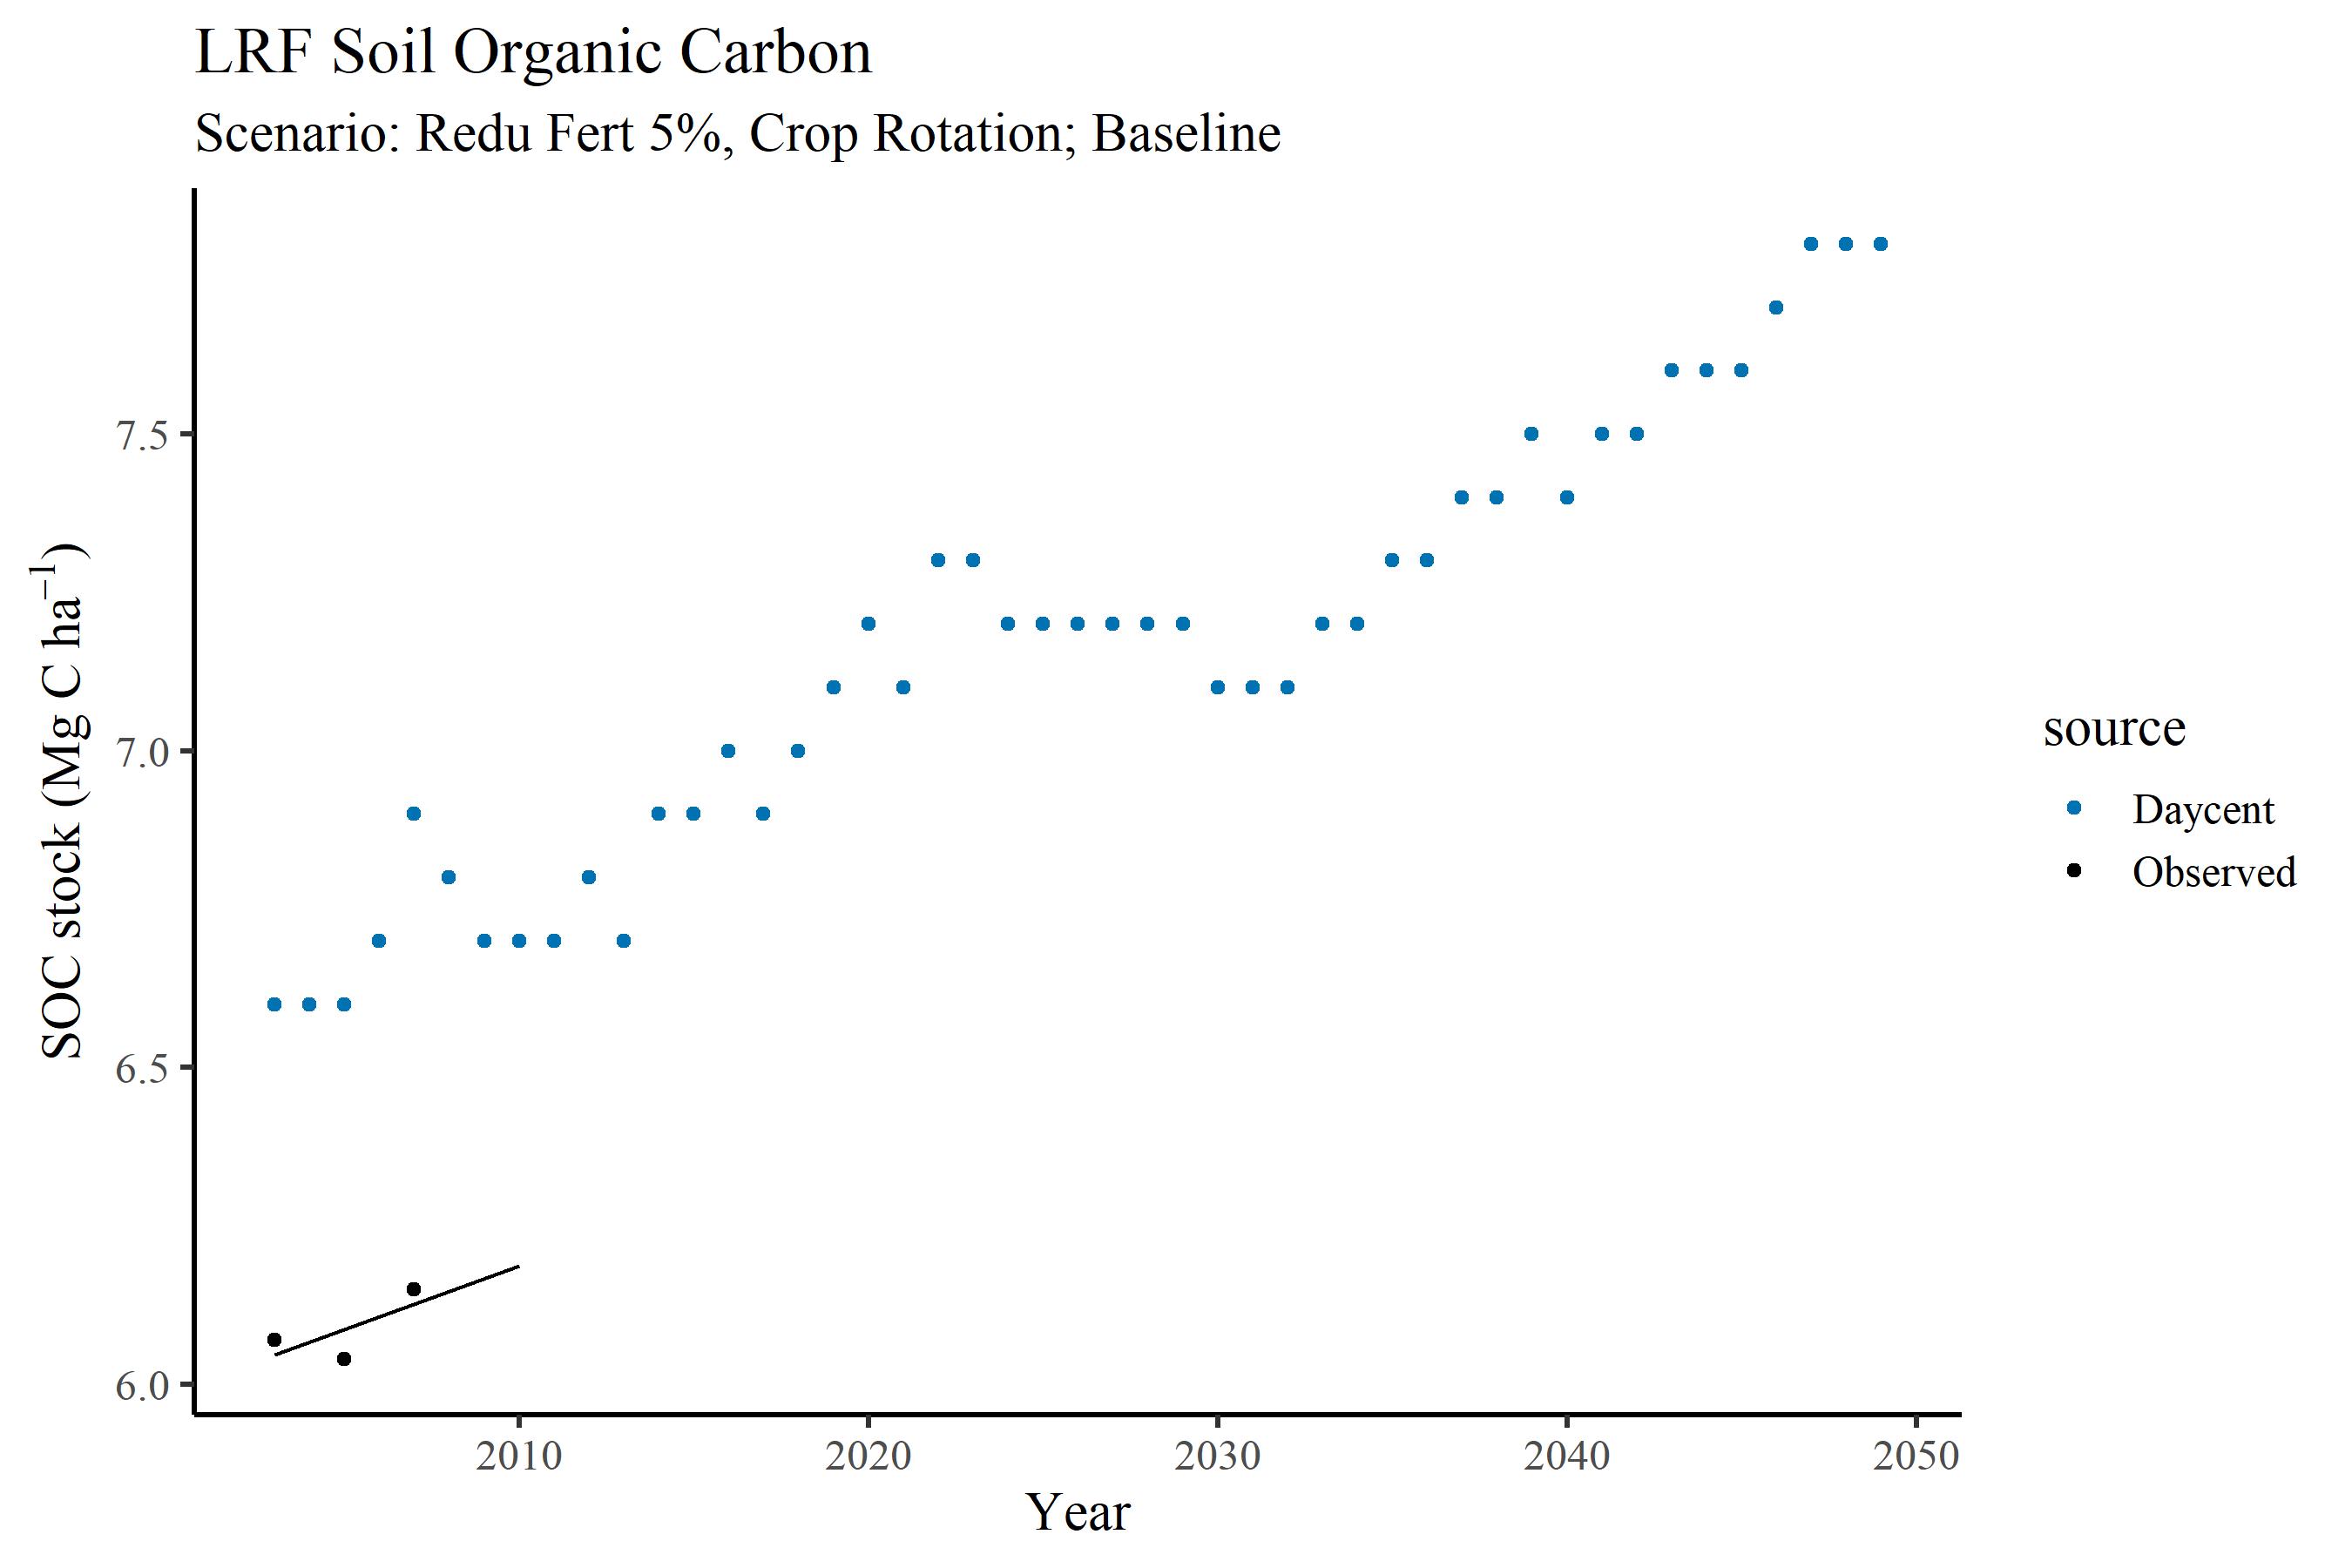 LRF Soil Organic Carbon
Scenario: Redu Fert 5%, Crop Rotation; Baseline
SOC stock (Mg C ha⁻¹)
7.5
7.0
6.5
6.0
2010 2020 2030 2040 2050
Year
source
Daycent
Observed